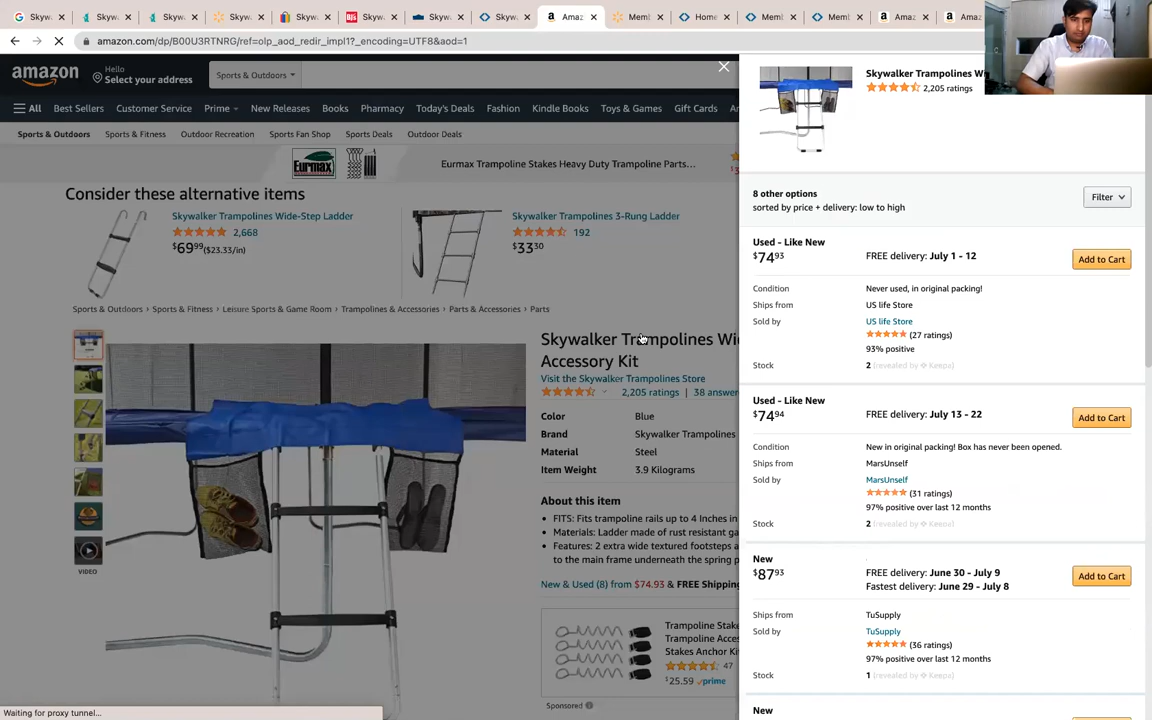 Skyw
Skyw
Skyw
Skyw
Skyw
Skyw
Skyw
Skyw
Amaz
Memb
Home
Memb
Memb
Amaz
Amaz
amazon.com/dp/B00U3RTNRG/ref=olp_aod_redir_impl1?_encoding=UTF8&aod=1
amazon
Hello
Select your address
Sports & Outdoors
All
Best Sellers
Customer Service
Prime
New Releases
Books
Pharmacy
Today's Deals
Fashion
Kindle Books
Toys & Games
Gift Cards
Sports & Outdoors
Sports & Fitness
Outdoor Recreation
Sports Fan Shop
Sports Deals
Outdoor Deals
Eurmax
Eurmax Trampoline Stakes Heavy Duty Trampoline Parts…
Consider these alternative items
Skywalker Trampolines Wide-Step Ladder
2,668
$6999 ($23.33/in)
Skywalker Trampolines 3-Rung Ladder
192
$3330
Sports & Outdoors › Sports & Fitness › Leisure Sports & Game Room › Trampolines & Accessories › Parts & Accessories › Parts
VIDEO
Skywalker Trampolines Wi
Accessory Kit
Visit the Skywalker Trampolines Store
2,205 ratings | 38 answer
Color Blue
Brand Skywalker Trampolines
Material Steel
Item Weight 3.9 Kilograms
About this item
• FITS: Fits trampoline rails up to 4 Inches in
• Materials: Ladder made of rust resistant ga
• Features: 2 extra wide textured footsteps a
to the main frame underneath the spring p
New & Used (8) from $74.93 & FREE Shipping
Trampoline Stake
Trampoline Acces
Stakes Anchor Ki
47
$25.59 prime
Sponsored
Skywalker Trampolines W
2,205 ratings
8 other options
sorted by price + delivery: low to high
Filter
Used - Like New
$7493
FREE delivery: July 1 - 12
Add to Cart
Condition Never used, in original packing!
Ships from US life Store
Sold by US life Store
(27 ratings)
93% positive
Stock 2 (revealed by Keepa)
Used - Like New
$7494
FREE delivery: July 13 - 22
Add to Cart
Condition New in original packing! Box has never been opened.
Ships from MarsUnself
Sold by MarsUnself
(31 ratings)
97% positive over last 12 months
Stock 2 (revealed by Keepa)
New
$8793
FREE delivery: June 30 - July 9
Fastest delivery: June 29 - July 8
Add to Cart
Ships from TuSupply
Sold by TuSupply
(36 ratings)
97% positive over last 12 months
Stock 1 (revealed by Keepa)
New
Waiting for proxy tunnel...